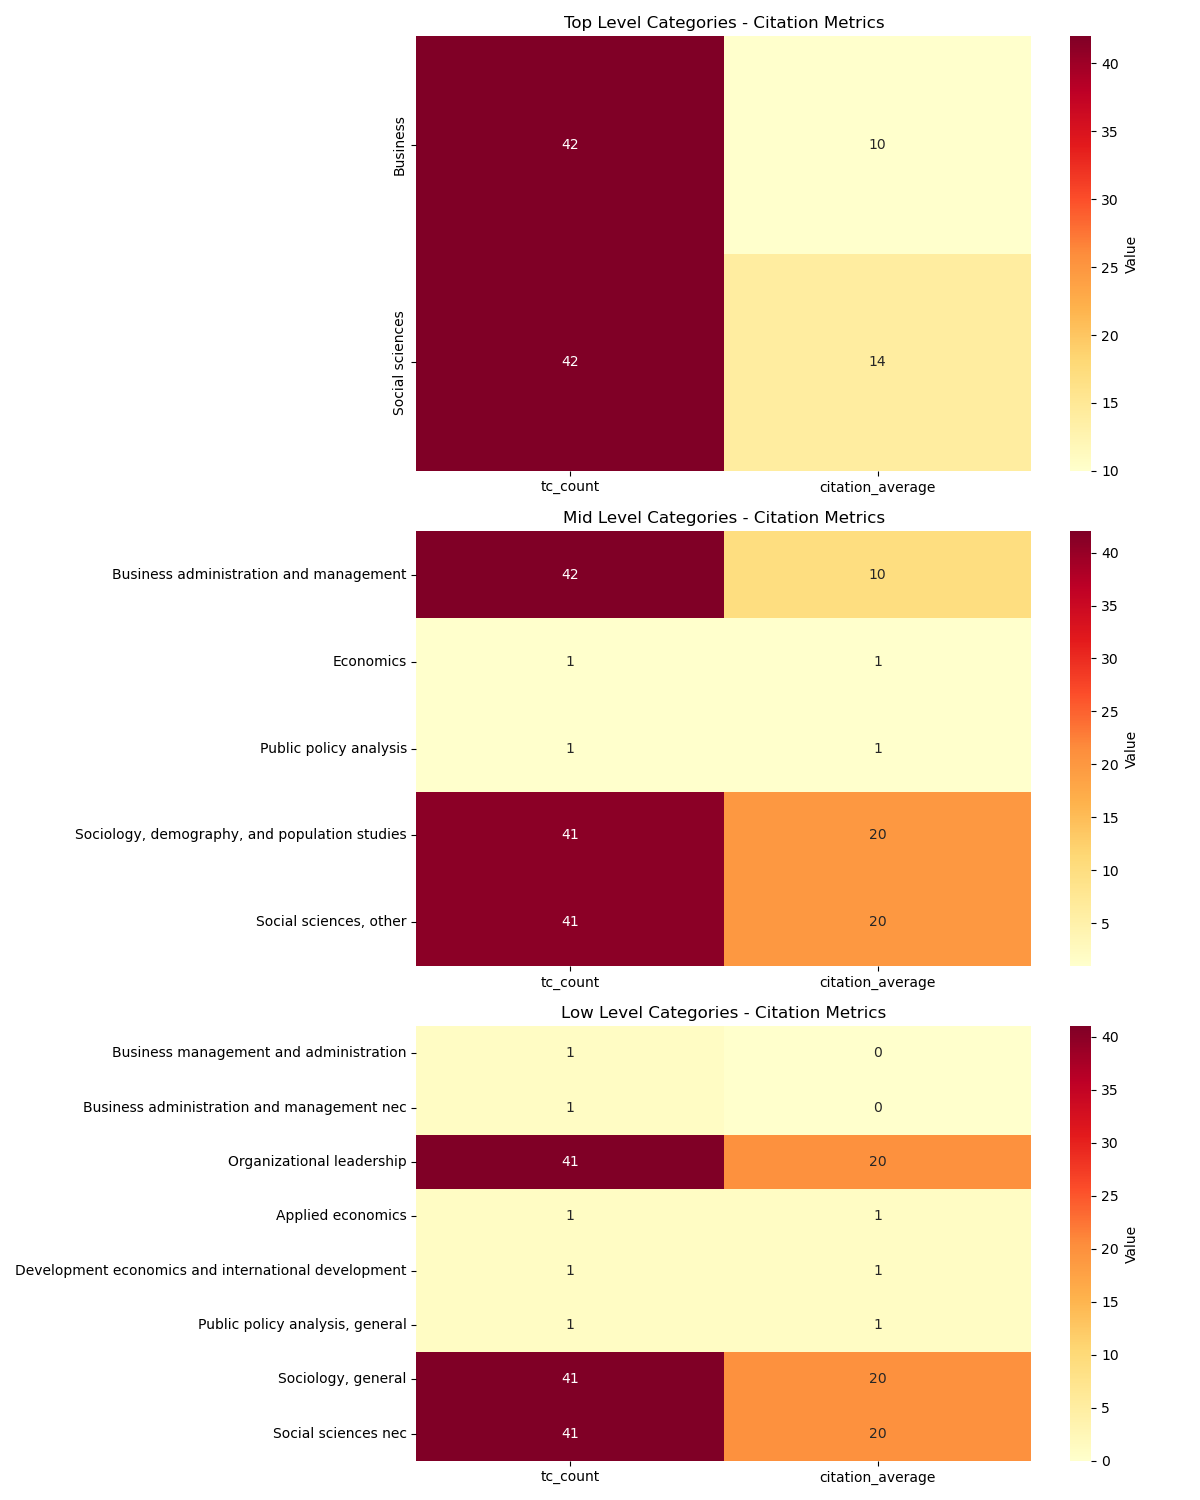 Top Level Categories - Citation Metrics
Business
Social sciences
42
10
42
14
tc_count
citation_average
40
35
30
25
20
15
10
Value
Mid Level Categories - Citation Metrics
Business administration and management
42
10
Economics
1
1
Public policy analysis
1
1
Sociology, demography, and population studies
41
20
Social sciences, other
41
20
tc_count
citation_average
40
35
30
25
20
15
10
5
Value
Low Level Categories - Citation Metrics
Business management and administration
1
0
Business administration and management nec
1
0
Organizational leadership
41
20
Applied economics
1
1
Development economics and international development
1
1
Public policy analysis, general
1
1
Sociology, general
41
20
Social sciences nec
41
20
tc_count
citation_average
40
35
30
25
20
15
10
5
0
Value